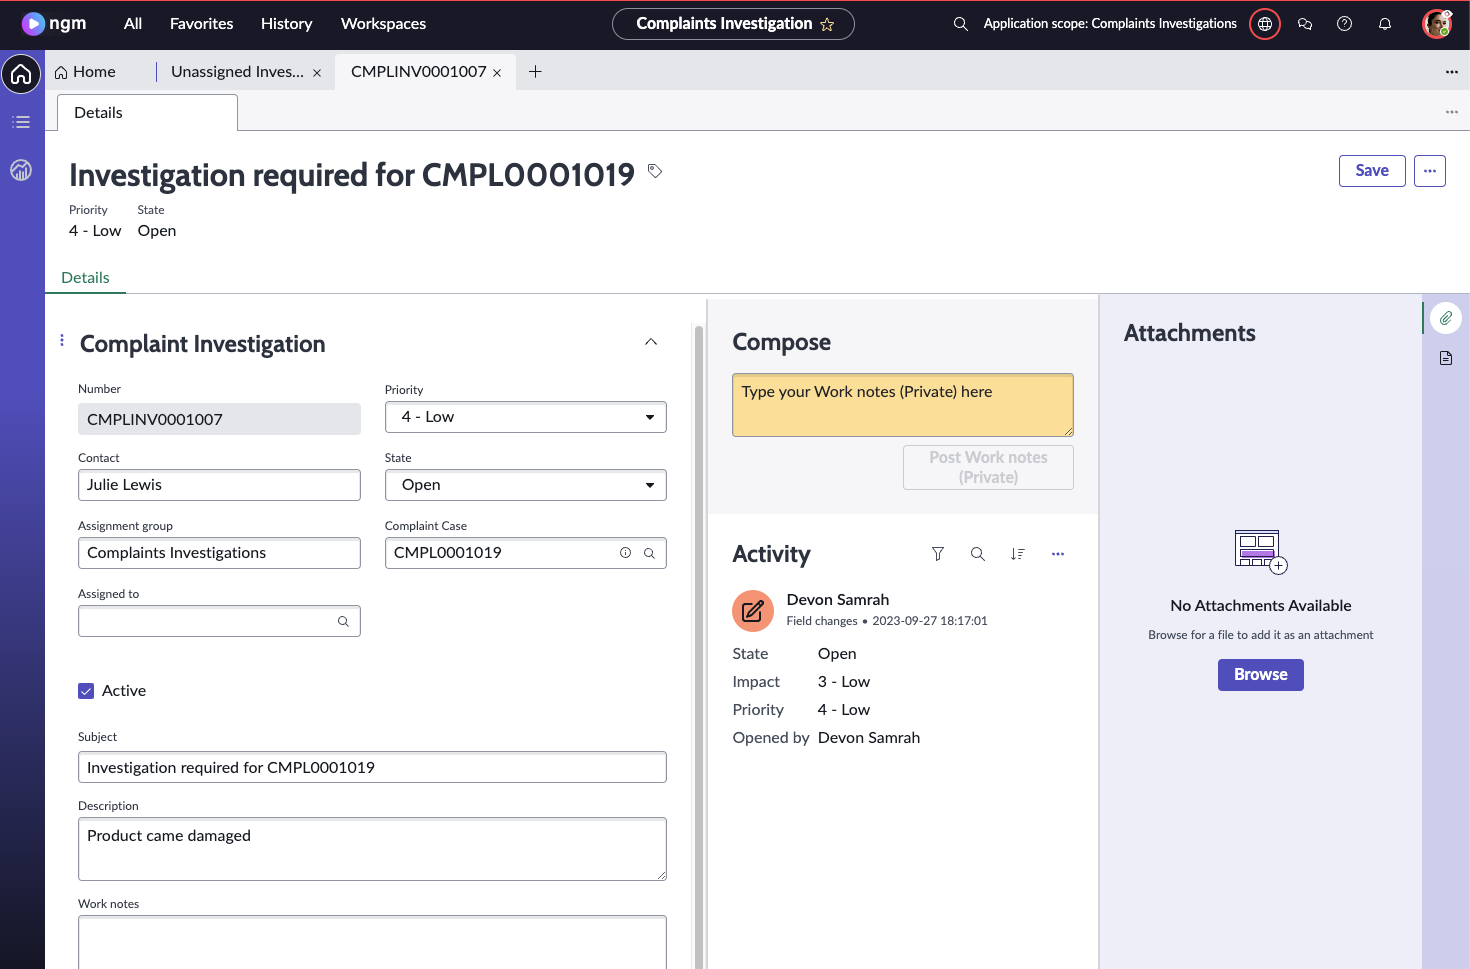 ngm All Favorites History Workspaces Complaints Investigation Application scope: Complaints Investigations
Home Unassigned Inves... CMPLINV0001007
Details
Investigation required for CMPL0001019
Save
Priority State
4 - Low Open
Details
Complaint Investigation
Number
CMPLINV0001007
Priority
4 - Low
Contact
Julie Lewis
State
Open
Assignment group
Complaints Investigations
Complaint Case
CMPL0001019
Assigned to
Active
Subject
Investigation required for CMPL0001019
Description
Product came damaged
Work notes
Compose
Type your Work notes (Private) here
Post Work notes
(Private)
Activity
Devon Samrah
Field changes • 2023-09-27 18:17:01
State Open
Impact 3 - Low
Priority 4 - Low
Opened by Devon Samrah
Attachments
No Attachments Available
Browse for a file to add it as an attachment
Browse